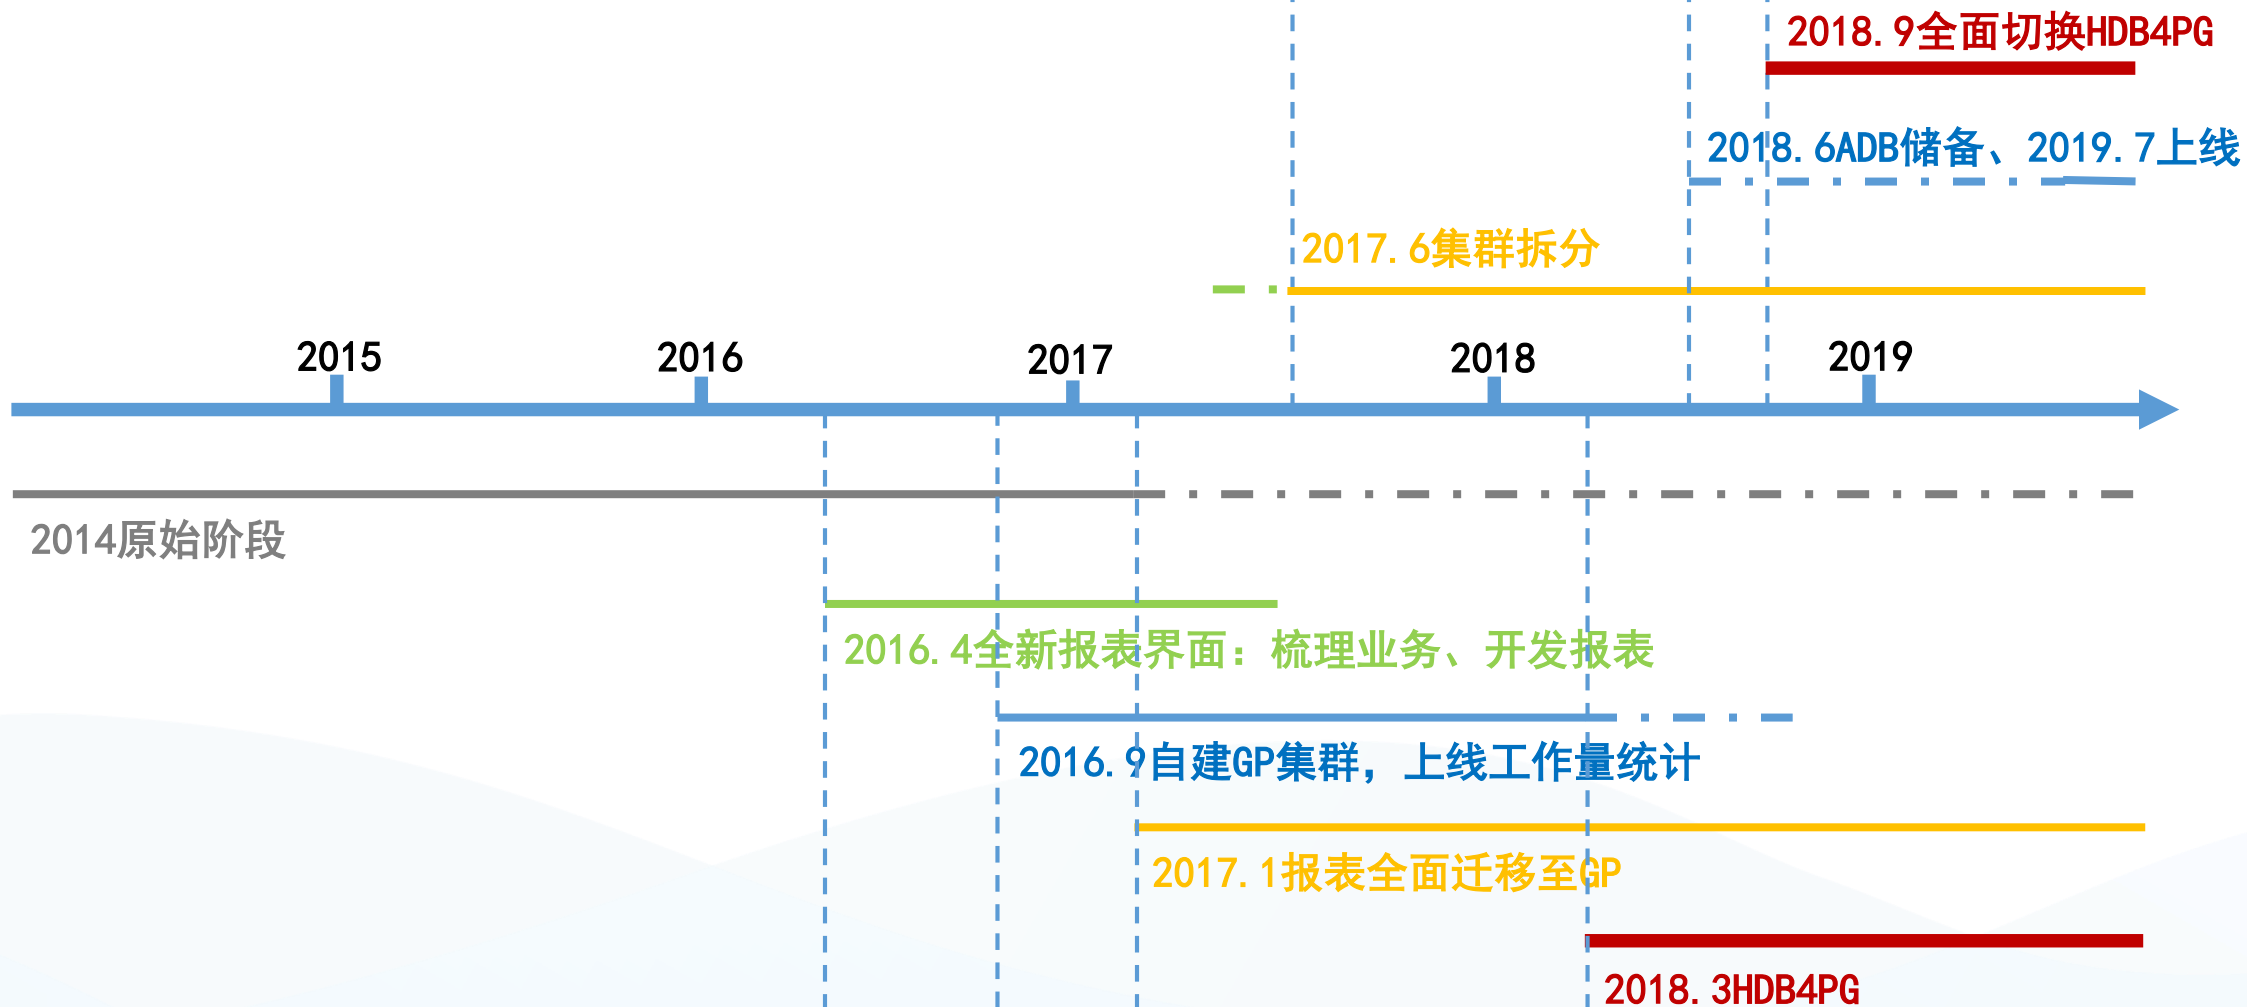 2018.9全面切换HDB4PG
2018.6ADB储备、2019.7上线
2017.6集群拆分
2015
2016
2017
2018
2019
2014原始阶段
2016.4全新报表界面：梳理业务、开发报表
2016.9自建GP集群，上线工作量统计
2017.1报表全面迁移至GP
2018.3HDB4PG